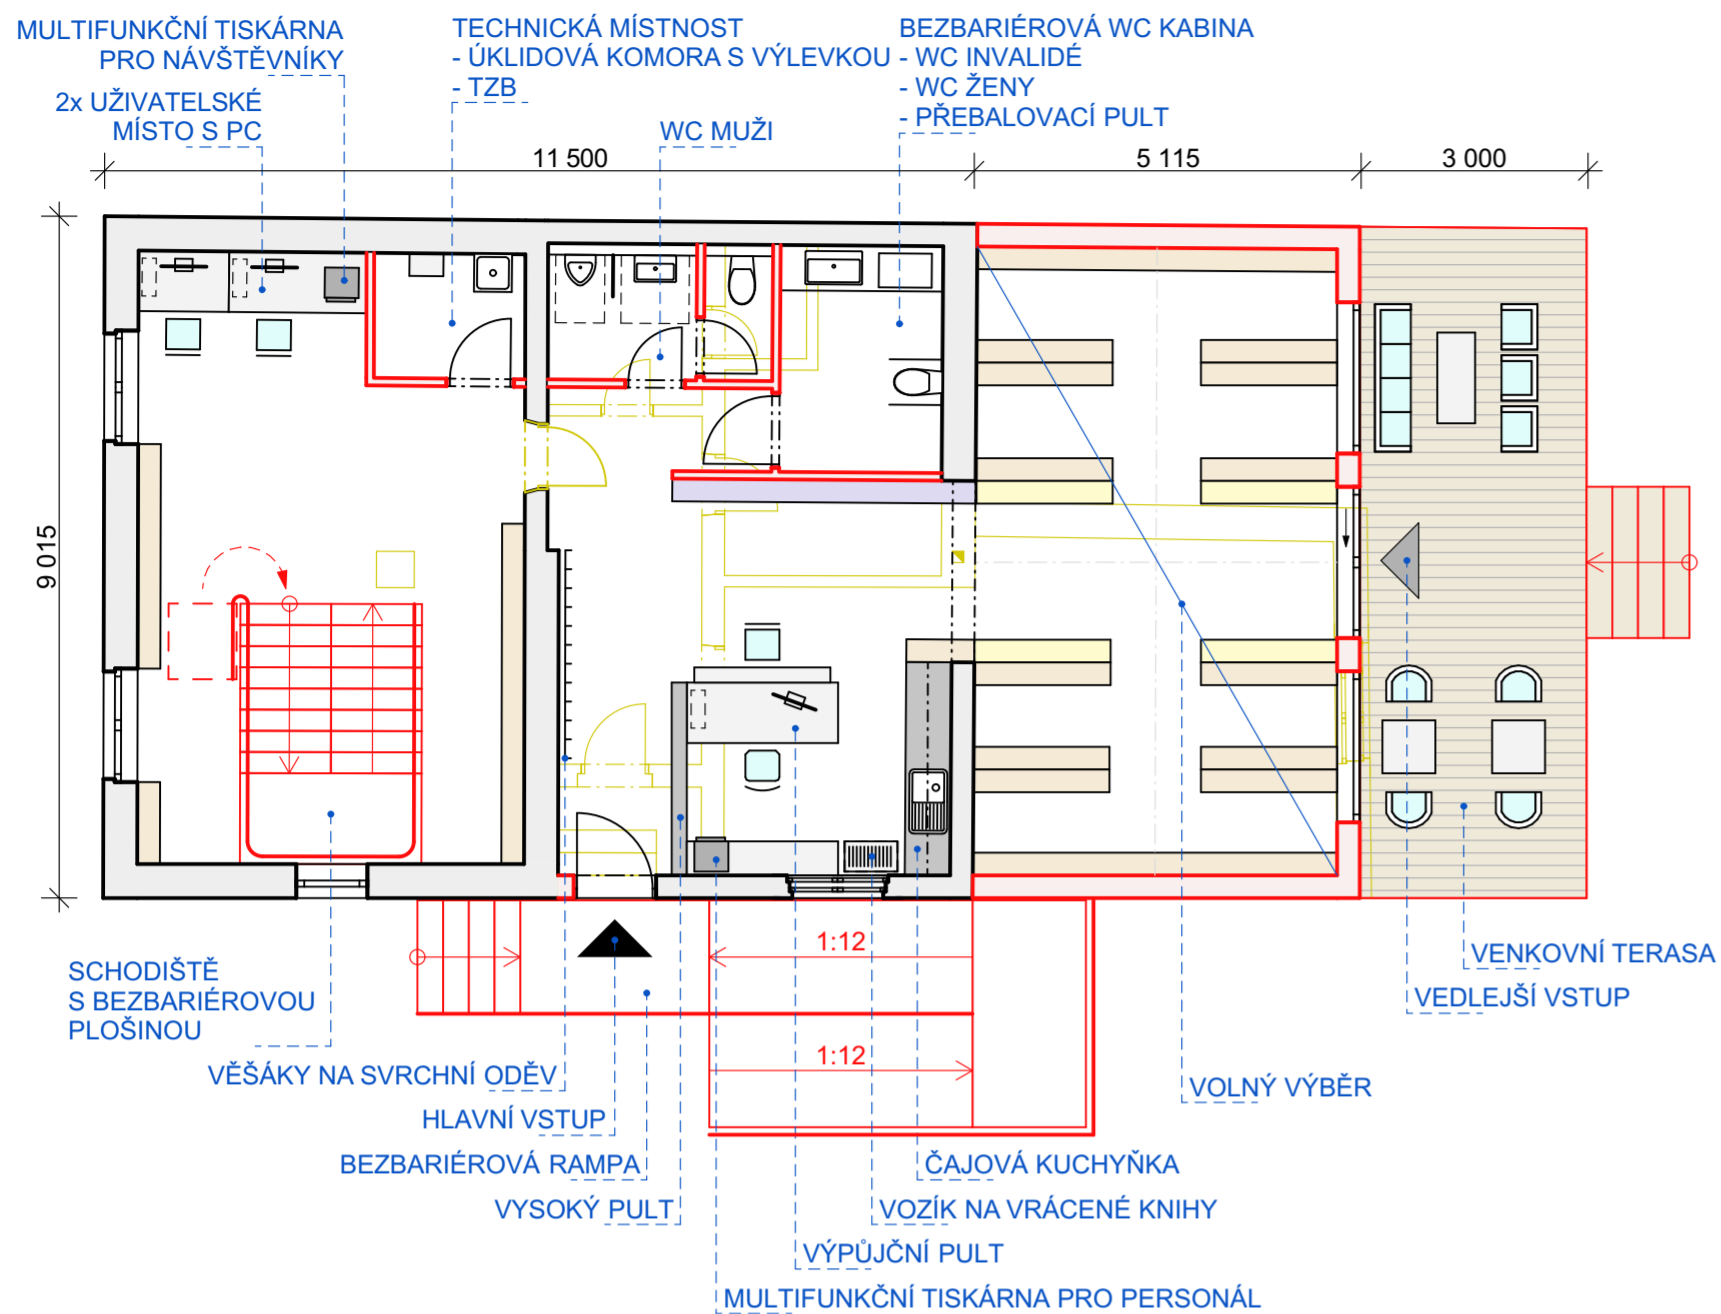 MULTIFUNKČNÍ TISKÁRNA
PRO NÁVŠTĚVNÍKY
2x UŽIVATELSKÉ
MÍSTO S PC
TECHNICKÁ MÍSTNOST
- ÚKLIDOVÁ KOMORA S VÝLEVKOU
- TZB
WC MUŽI
BEZBARIÉROVÁ WC KABINA
- WC INVALIDÉ
- WC ŽENY
- PŘEBALOVACÍ PULT
11 500
5 115
3 000
9 015
1:12
1:12
SCHODIŠTĚ
S BEZBARIÉROVOU
PLOŠINOU
VĚŠÁKY NA SVRCHNÍ ODĚV
HLAVNÍ VSTUP
BEZBARIÉROVÁ RAMPA
VYSOKÝ PULT
VENKOVNÍ TERASA
VEDLEJŠÍ VSTUP
VOLNÝ VÝBĚR
ČAJOVÁ KUCHYŇKA
VOZÍK NA VRÁCENÉ KNIHY
VÝPŮJČNÍ PULT
MULTIFUNKČNÍ TISKÁRNA PRO PERSONÁL